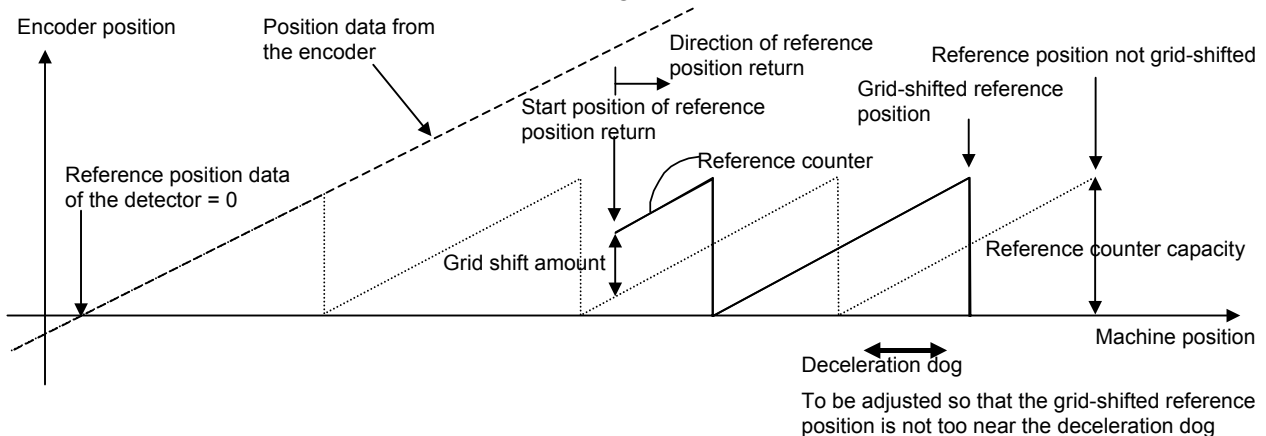 Encoder position
Position data from
the encoder
Direction of reference
position return
Reference position not grid-shifted
Start position of reference
position return
Grid-shifted reference
position
Reference counter
Reference position data
of the detector = 0
Grid shift amount
Reference counter capacity
Machine position
Deceleration dog
To be adjusted so that the grid-shifted reference
position is not too near the deceleration dog